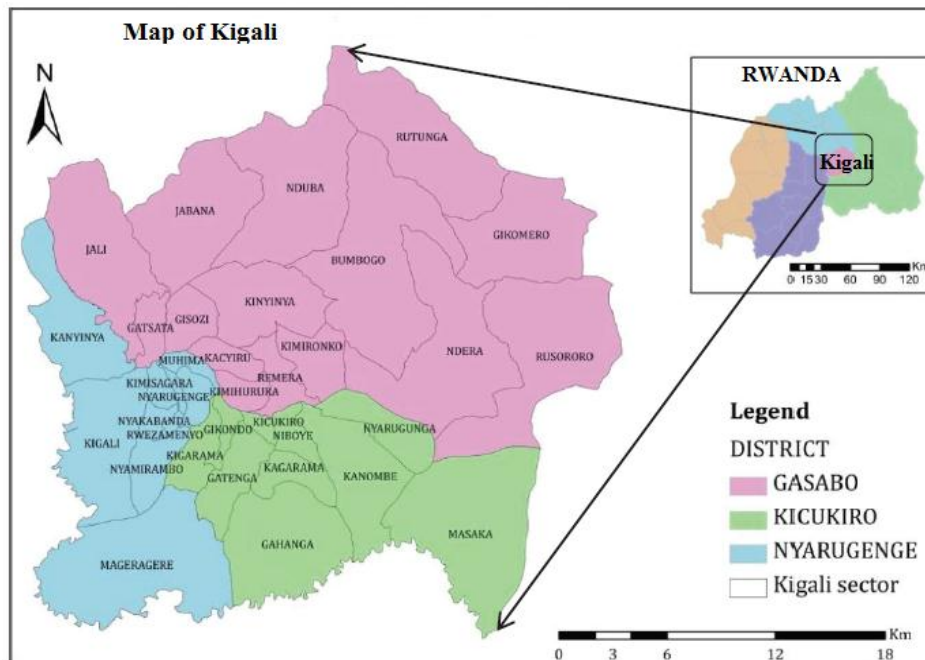 Map of Kigali
N
RUTUNGA
NDUBA
JABANA
GIKOMERO
JALI
BUMBOGO
KINYINYA
GISOZI
GATSATA
KANYINYA
KIMIRONKO
NDERA
RUSORORO
MUHIMA
KACYIRU
REMERA
KIMISAGARA
KIMIHURURA
NYARUGENGE
NYAKABANDA
KICUKIRO
NYARUGUNGA
GIKONDO
NIBOYE
RWEZAMENYO
KIGALI
KIGARAMA
NYAMIRAMBO
KAGARAMA
KANOMBE
GATENGA
MASAKA
GAHANGA
MAGERAGERE
RWANDA
Kigali
Km
0 15 30 60 90 120
Legend
DISTRICT
GASABO
KICUKIRO
NYARUGENGE
Kigali sector
Km
0 3 6 12 18